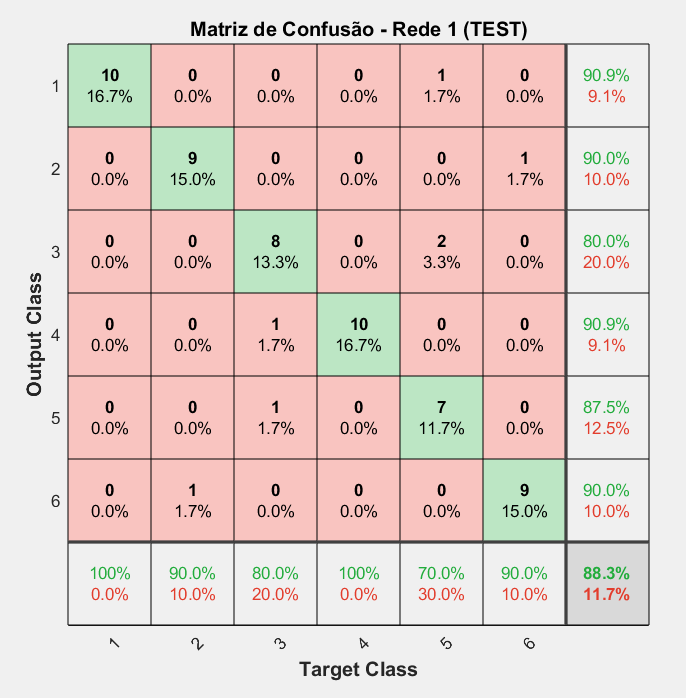 Matriz de Confusão - Rede 1 (TEST)
1 10 0 0 0 1 0 90.9%
16.7% 0.0% 0.0% 0.0% 1.7% 0.0% 9.1%
2 0 9 0 0 0 1 90.0%
0.0% 15.0% 0.0% 0.0% 0.0% 1.7% 10.0%
3 0 0 8 0 2 0 80.0%
0.0% 0.0% 13.3% 0.0% 3.3% 0.0% 20.0%
4 0 0 1 10 0 0 90.9%
0.0% 0.0% 1.7% 16.7% 0.0% 0.0% 9.1%
5 0 0 1 0 7 0 87.5%
0.0% 0.0% 1.7% 0.0% 11.7% 0.0% 12.5%
6 0 1 0 0 0 9 90.0%
0.0% 1.7% 0.0% 0.0% 0.0% 15.0% 10.0%
100% 90.0% 80.0% 100% 70.0% 90.0% 88.3%
0.0% 10.0% 20.0% 0.0% 30.0% 10.0% 11.7%
1 2 3 4 5 6
Target Class
Output Class